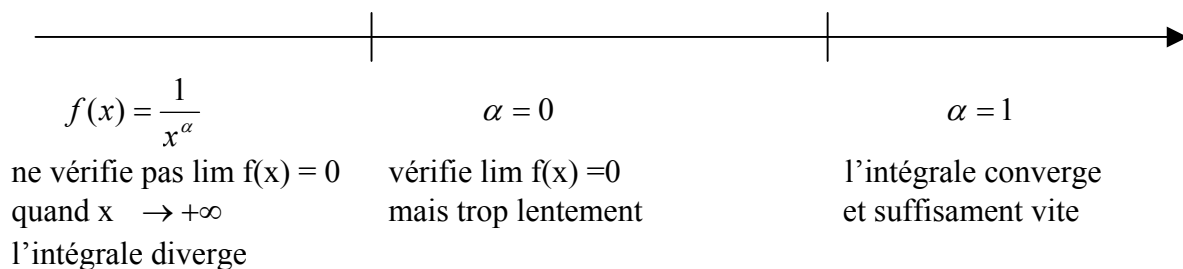 f(x) = 1/x^α α = 0 α = 1
ne vérifie pas lim f(x) = 0 vérifie lim f(x) =0 l’intégrale converge
quand x → +∞ mais trop lentement et suffisament vite
l’intégrale diverge